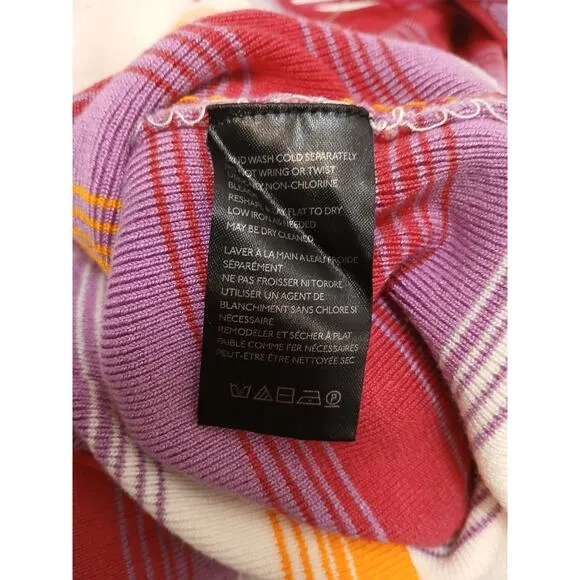 WASH COLD SEPARATELY
NOT WRING OR TWIST
NON-CHLORINE
RESHAPE FLAT TO DRY
LOW IRON AS NEEDED
MAY BE DRY CLEANED
LAVER À LA MAIN A LEAU FROIDE
SÉPARÉMENT
NE PAS FROISSER NI TORDRE
UTILISER UN AGENT DE
BLANCHIMENT SANS CHLORE SI
NÉCESSAIRE
REMODELER ET SÉCHER À PLAT
FAIBLE COMME FER NÉCESSAIRES
PEUT-ÊTRE ÊTRE NETTOYÉE SEC
P